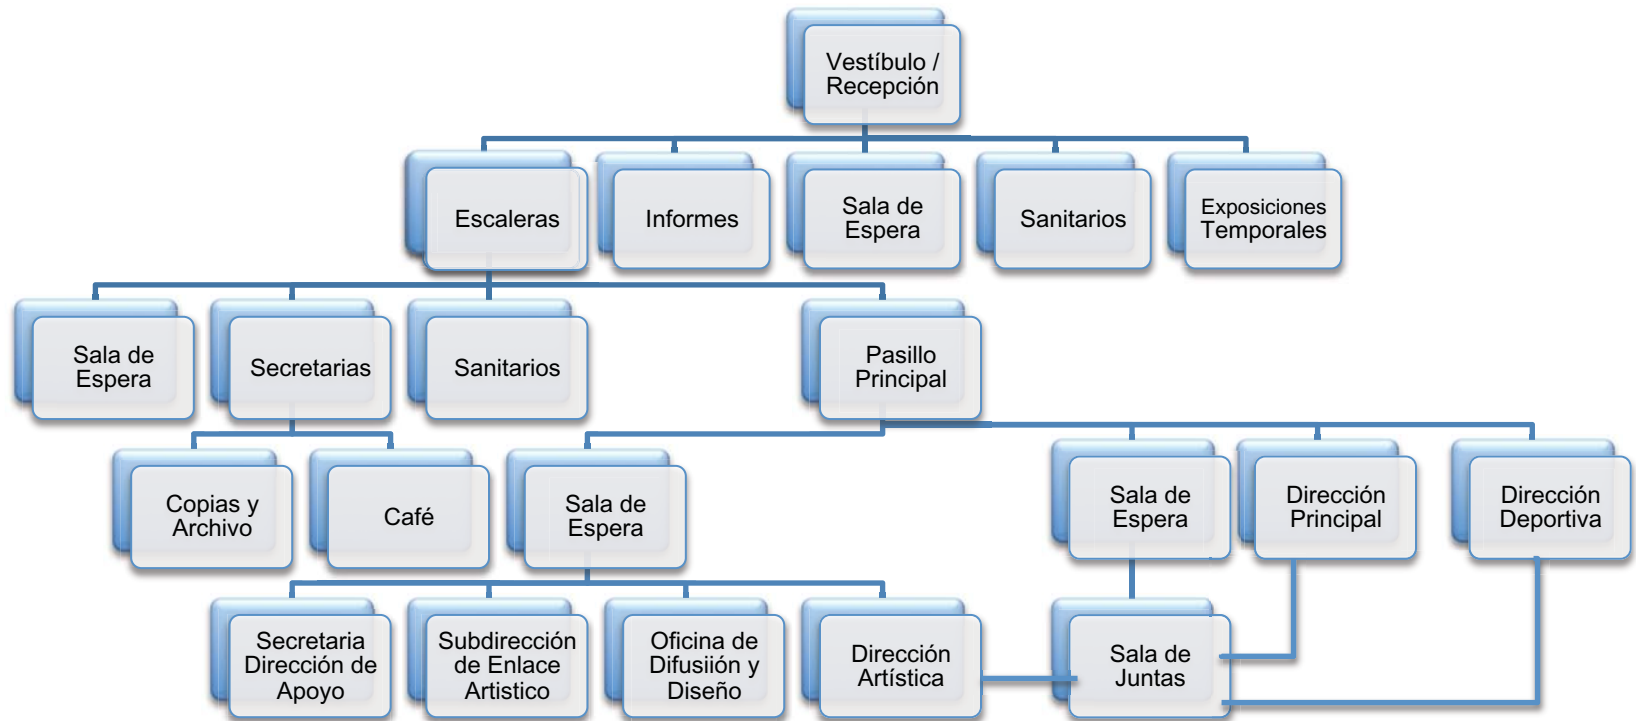 Vestíbulo /
Recepción
Escaleras
Informes
Sala de
Espera
Sanitarios
Exposiciones
Temporales
Sala de
Espera
Secretarias
Sanitarios
Pasillo
Principal
Copias y
Archivo
Café
Sala de
Espera
Sala de
Espera
Dirección
Principal
Dirección
Deportiva
Secretaria
Dirección de
Apoyo
Subdirección
de Enlace
Artistico
Oficina de
Difusiión y
Diseño
Dirección
Artística
Sala de
Juntas